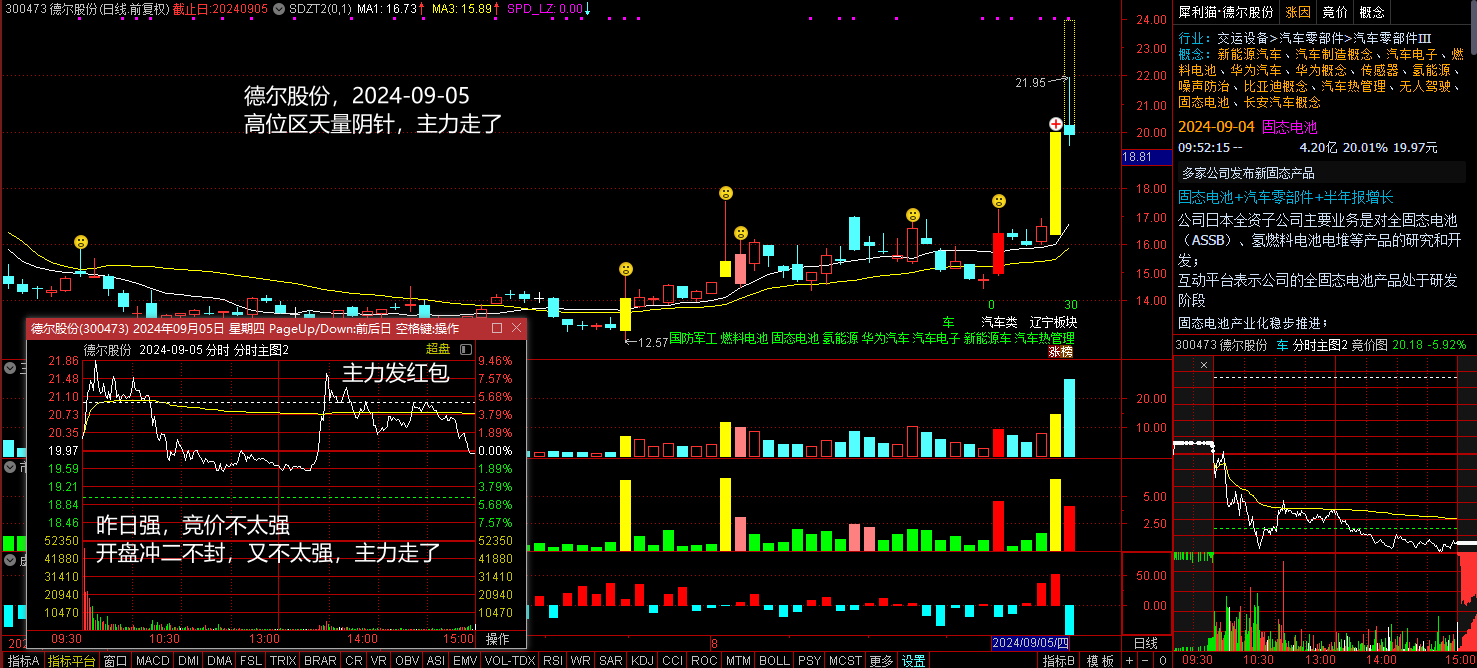 300473 德尔股份(日线.前复权) 截止日:20240905 SDZT2(0,1) MA1: 16.73↑ MA3: 15.89↑ SPD_LZ: 0.00↓
德尔股份，2024-09-05
高位区天量阴针，主力走了
21.95
12.57
0
30
车 汽车类 辽宁板块
国防军工 燃料电池 固态电池 氢能源 华为汽车 汽车电子 新能源车 汽车热管理
涨榜
24.00
23.00
22.00
21.00
20.00
18.81
18.00
17.00
16.00
15.00
14.00
20.00
10.00
5.00
2.50
50.00
0.00
8
2024/09/05/四
日线
德尔股份(300473) 2024年09月05日 星期四 PageUp/Down:前后日 空格键:操作
德尔股份 2024-09-05 分时 分时主图2 超盘
主力发红包
21.86 9.46%
21.48 7.57%
21.10 5.68%
20.73 3.79%
20.35 1.89%
19.97 0.00%
19.59 1.89%
19.21 3.79%
18.84 5.68%
18.46 7.57%
昨日强，竞价不太强
开盘冲二不封，又不太强，主力走了
52350 52350
41880 41880
31410 31410
20940 20940
10470 10470
09:30 10:30 13:00 14:00 15:00 操作
指标A 指标平台 窗口 MACD DMI DMA FSL TRIX BRAR CR VR OBV ASI EMV VOL-TDX RSI WR SAR KDJ CCI ROC MTM BOLL PSY MCST 更多 设置 指标B 模板 + - 0
犀利猫·德尔股份 涨因 竞价 概念
行业: 交运设备>汽车零部件>汽车零部件Ⅲ
概念: 新能源汽车、汽车制造概念、汽车电子、燃
料电池、华为汽车、华为概念、传感器、氢能源、
噪声防治、比亚迪概念、汽车热管理、无人驾驶、
固态电池、长安汽车概念
2024-09-04 固态电池
09:52:15 -- 4.20亿 20.01% 19.97元
多家公司发布新固态产品
固态电池+汽车零部件+半年报增长
公司日本全资子公司主要业务是对全固态电池
（ASSB）、氢燃料电池电堆等产品的研究和开
发；
互动平台表示公司的全固态电池产品处于研发
阶段
固态电池产业化稳步推进；
300473 德尔股份 车 分时主图2 竞价图 20.18 -5.92%
09:30 10:30 13:00 14:00 15:00